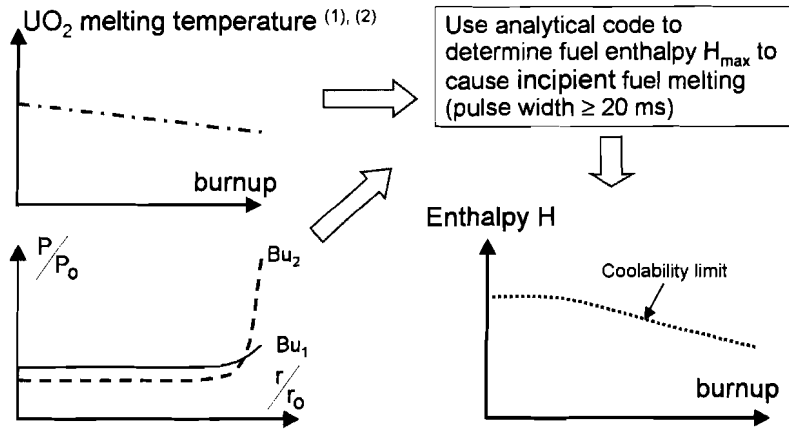 UO2 melting temperature (1), (2)
burnup
Use analytical code to
determine fuel enthalpy Hmax to
cause incipient fuel melting
(pulse width ≥ 20 ms)
P/Po
Bu2
Bu1
r/ro
Enthalpy H
Coolability limit
burnup